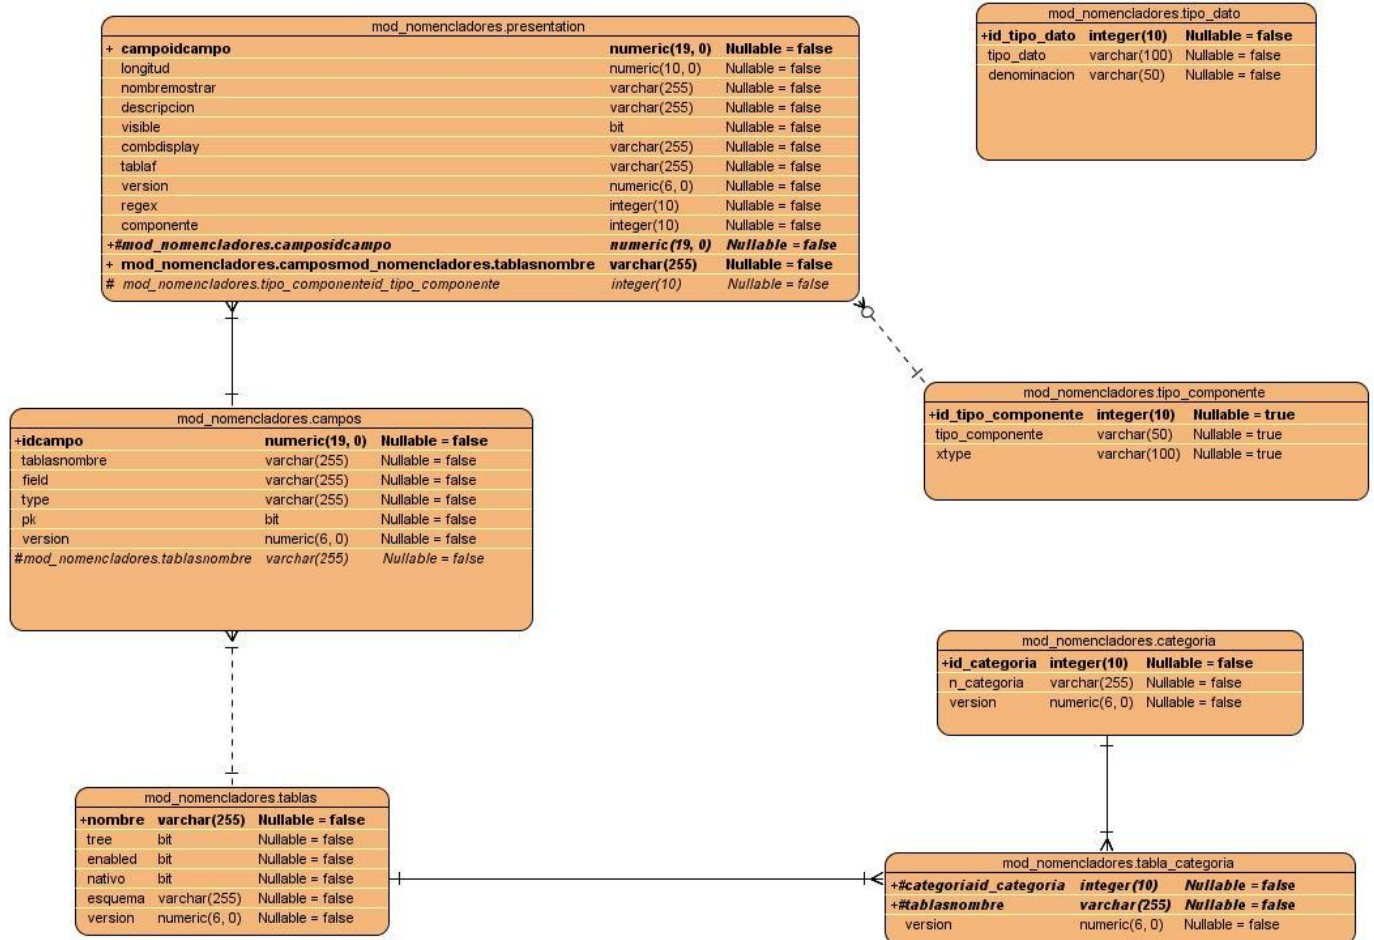 mod_nomencladores.presentation
+ campoidcampo numeric(19, 0) Nullable = false
longitud numeric(10, 0) Nullable = false
nombremostrar varchar(255) Nullable = false
descripcion varchar(255) Nullable = false
visible bit Nullable = false
combdisplay varchar(255) Nullable = false
tablaf varchar(255) Nullable = false
version numeric(6, 0) Nullable = false
regex integer(10) Nullable = false
componente integer(10) Nullable = false
+#mod_nomencladores.camposidcampo numeric(19, 0) Nullable = false
+ mod_nomencladores.camposmod_nomencladores.tablasnombre varchar(255) Nullable = false
# mod_nomencladores.tipo_componenteid_tipo_componente integer(10) Nullable = false
mod_nomencladores.tipo_dato
+id_tipo_dato integer(10) Nullable = false
tipo_dato varchar(100) Nullable = false
denominacion varchar(50) Nullable = false
mod_nomencladores.tipo_componente
+id_tipo_componente integer(10) Nullable = true
tipo_componente varchar(50) Nullable = true
xtype varchar(100) Nullable = true
mod_nomencladores.campos
+idcampo numeric(19, 0) Nullable = false
tablasnombre varchar(255) Nullable = false
field varchar(255) Nullable = false
type varchar(255) Nullable = false
pk bit Nullable = false
version numeric(6, 0) Nullable = false
#mod_nomencladores.tablasnombre varchar(255) Nullable = false
mod_nomencladores.categoria
+id_categoria integer(10) Nullable = false
n_categoria varchar(255) Nullable = false
version numeric(6, 0) Nullable = false
mod_nomencladores.tablas
+nombre varchar(255) Nullable = false
tree bit Nullable = false
enabled bit Nullable = false
nativo bit Nullable = false
esquema varchar(255) Nullable = false
version numeric(6, 0) Nullable = false
mod_nomencladores.tabla_categoria
+#categoriaid_categoria integer(10) Nullable = false
+#tablasnombre varchar(255) Nullable = false
version numeric(6, 0) Nullable = false